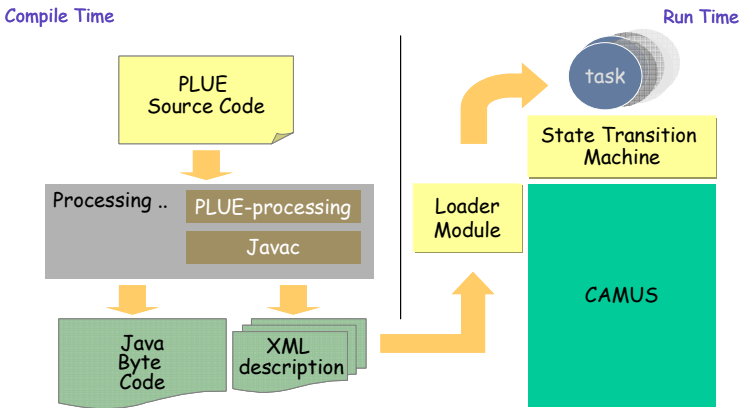 Compile Time
Run Time
PLUE
Source Code
task
State Transition
Machine
Processing ..
PLUE-processing
Javac
Loader
Module
CAMUS
Java
Byte
Code
XML
description